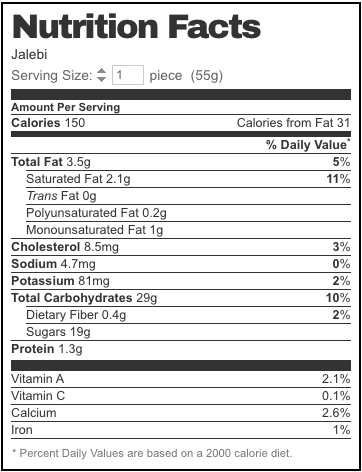 Nutrition Facts
Jalebi
Serving Size: 1 piece (55g)
Amount Per Serving
Calories 150 Calories from Fat 31
% Daily Value*
Total Fat 3.5g 5%
Saturated Fat 2.1g 11%
Trans Fat 0g
Polyunsaturated Fat 0.2g
Monounsaturated Fat 1g
Cholesterol 8.5mg 3%
Sodium 4.7mg 0%
Potassium 81mg 2%
Total Carbohydrates 29g 10%
Dietary Fiber 0.4g 2%
Sugars 19g
Protein 1.3g
Vitamin A 2.1%
Vitamin C 0.1%
Calcium 2.6%
Iron 1%
* Percent Daily Values are based on a 2000 calorie diet.